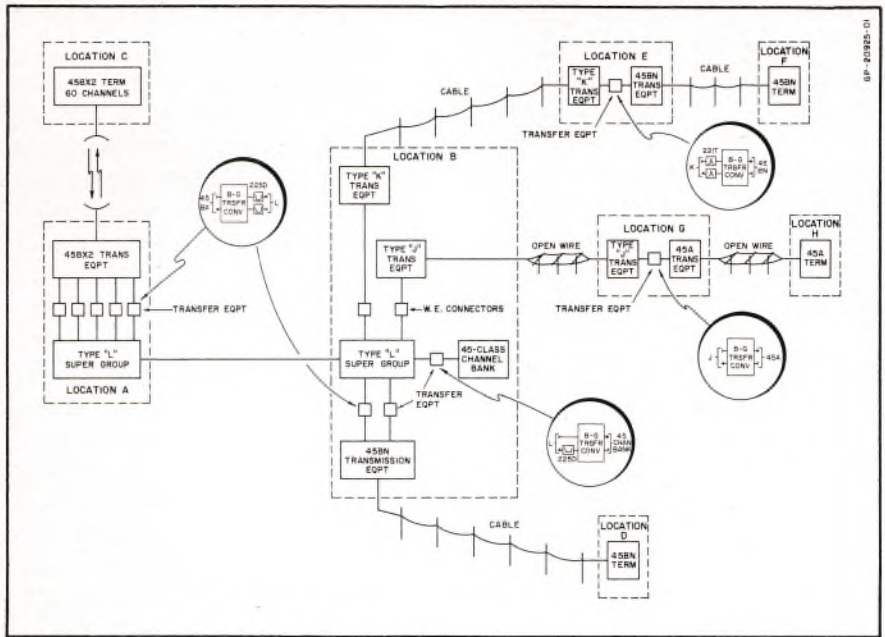 GP-20925-01
LOCATION C
45BX2 TERM
60 CHANNELS
45BX2 TRANS
EQPT
TRANSFER EQPT
TYPE "L"
SUPER GROUP
LOCATION A
B-G
TRSFR
CONV
225D
L
LOCATION B
TYPE "K"
TRANS
EQPT
TYPE "J"
TRANS
EQPT
W.E. CONNECTORS
TYPE "L"
SUPER GROUP
45-CLASS
CHANNEL
BANK
TRANSFER
EQPT
45BN
TRANSMISSION
EQPT
L
225D
B-G
TRSFR
CONV
45
CHAN
BANK
CABLE
LOCATION E
TYPE
"K"
TRANS
EQPT
45BN
TRANS
EQPT
TRANSFER EQPT
CABLE
LOCATION
F
45BN
TERM
K
221T
B-G
TRSFR
CONV
45
BN
OPEN WIRE
LOCATION G
TYPE
"J"
TRANS
EQPT
45A
TRANS
EQPT
TRANSFER EQPT
OPEN WIRE
LOCATION
H
45A
TERM
J
B-G
TRSFR
CONV
45A
CABLE
LOCATION
D
45BN
TERM